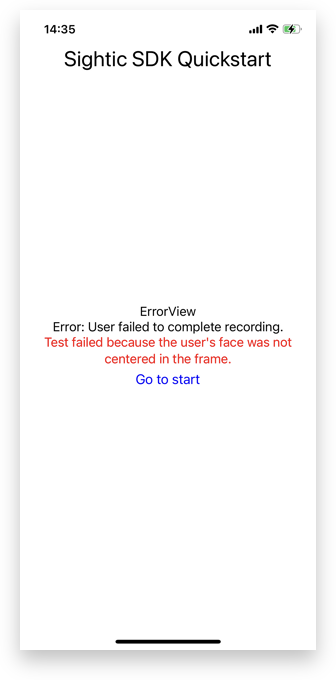 14:35
Sightic SDK Quickstart
ErrorView
Error: User failed to complete recording.
Test failed because the user's face was not
centered in the frame.
Go to start